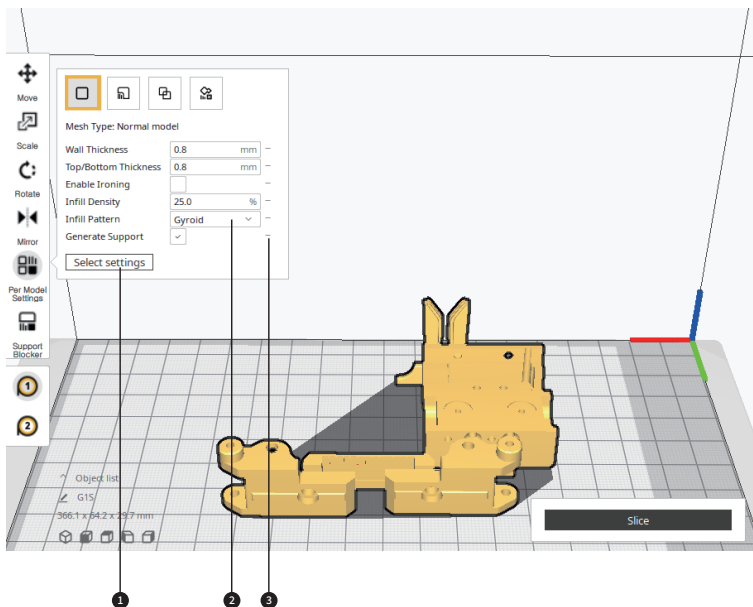 Move
Scale
Rotate
Mirror
Per Model
Settings
Support
Blocker
1
2
Mesh Type: Normal model
Wall Thickness 0.8 mm −
Top/Bottom Thickness 0.8 mm −
Enable Ironing −
Infill Density 25.0 % −
Infill Pattern Gyroid −
Generate Support −
Select settings
Object list
G1S
366.1 x 64.2 x 29.7 mm
Slice
1 2 3